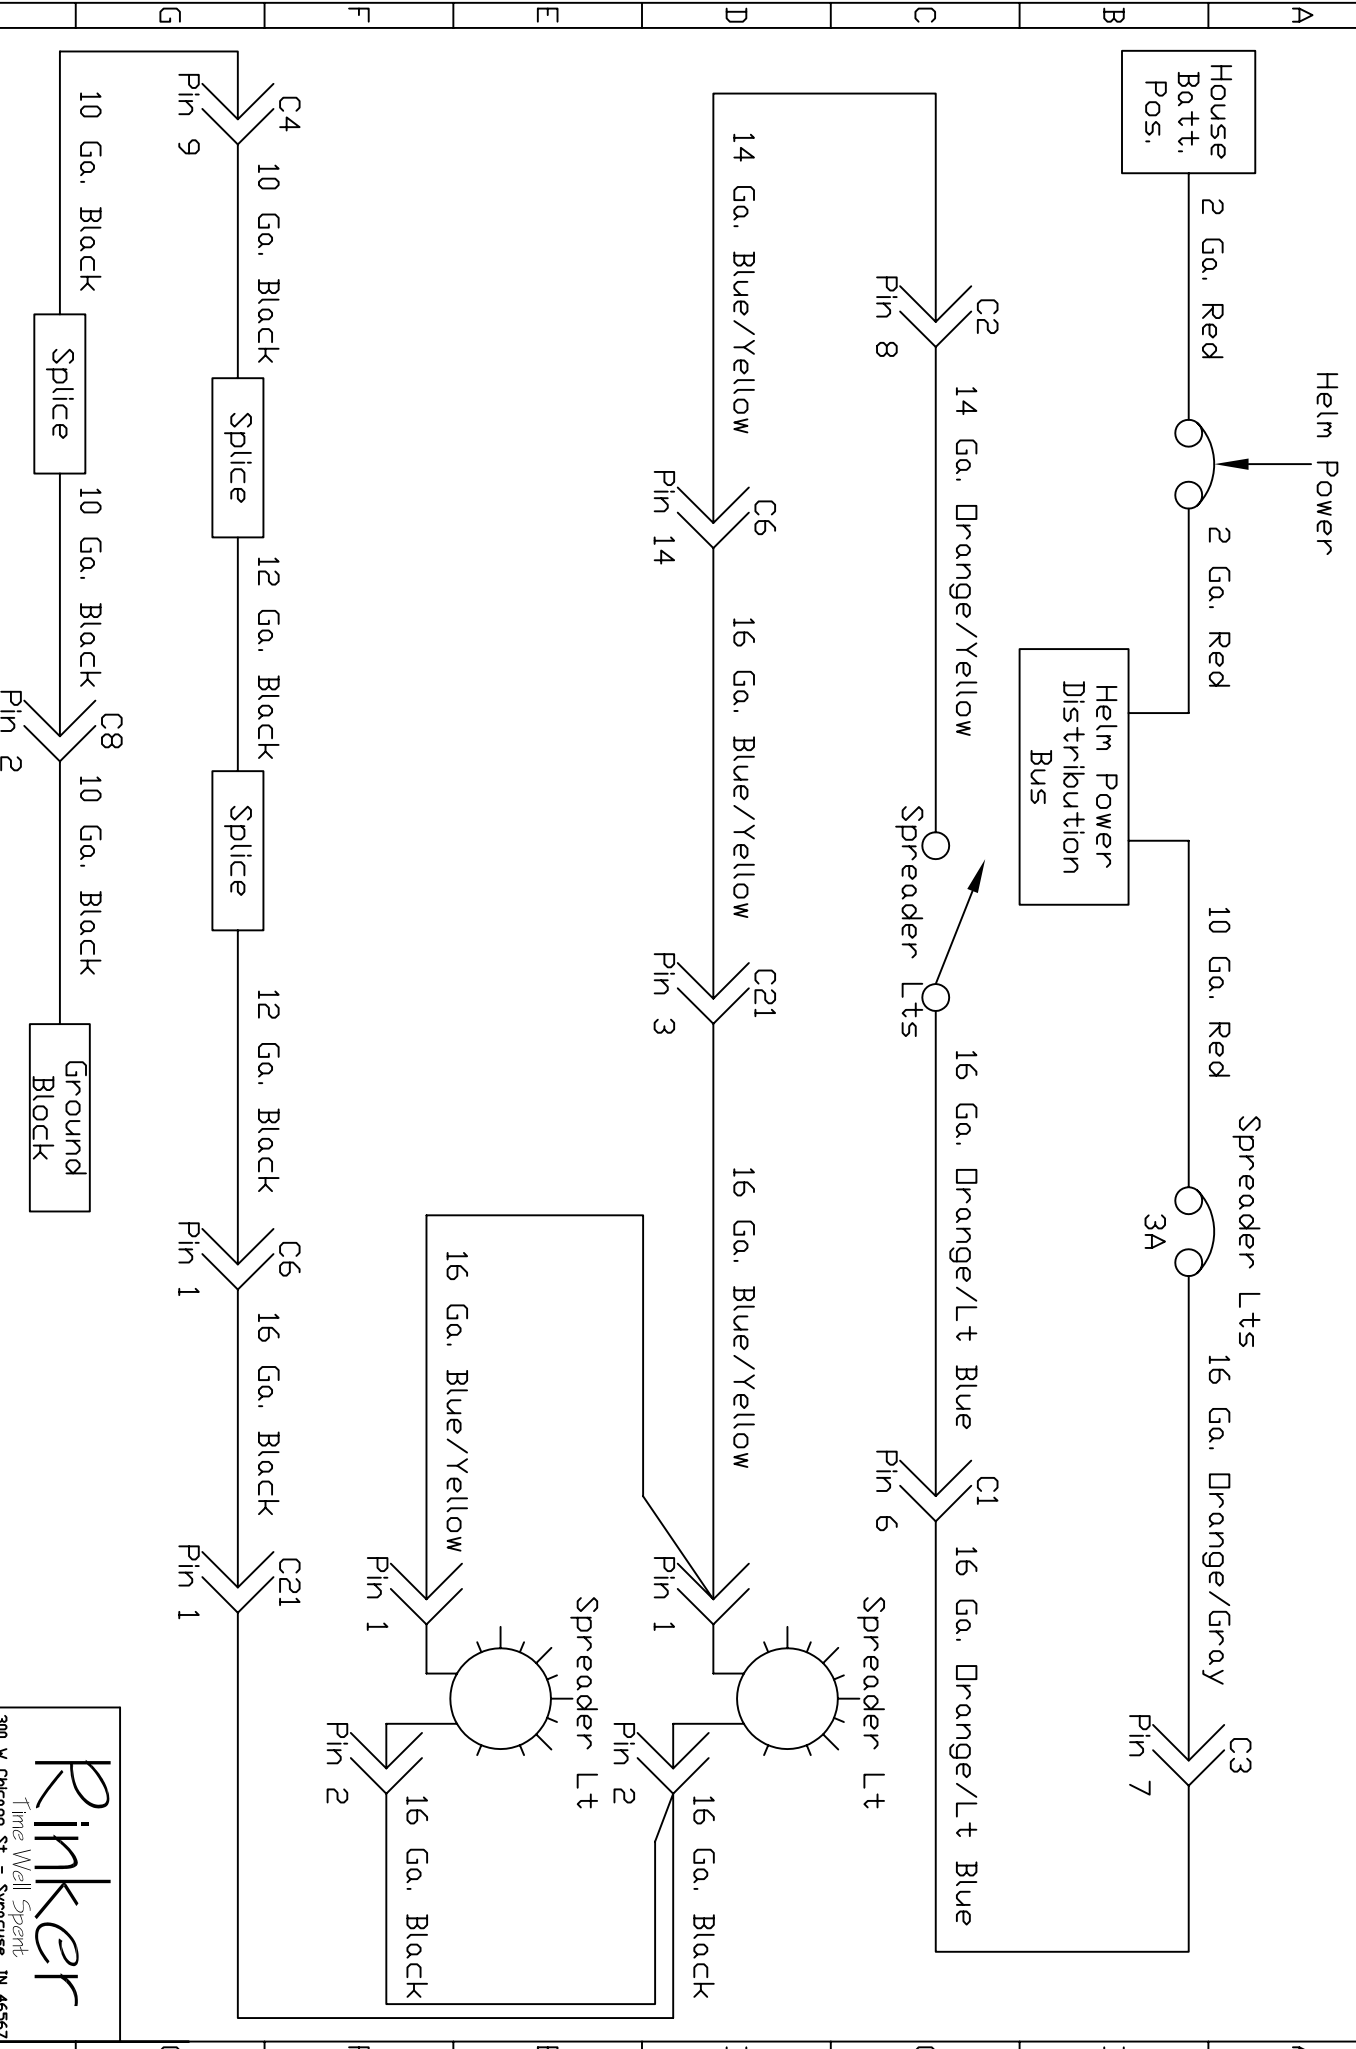 A
B
C
D
E
F
G
Helm Power
House
Batt.
Pos.
2 Ga. Red
2 Ga. Red
10 Ga. Red
Spreader Lts
3A
16 Ga. Orange/Gray
C3
Pin 7
Helm Power
Distribution
Bus
C2
Pin 8
14 Ga. Orange/Yellow
Spreader Lts
16 Ga. Orange/Lt Blue
C1
Pin 6
16 Ga. Orange/Lt Blue
14 Ga. Blue/Yellow
C6
Pin 14
16 Ga. Blue/Yellow
C21
Pin 3
16 Ga. Blue/Yellow
Spreader Lt
Pin 1
Pin 2
16 Ga. Black
16 Ga. Blue/Yellow
Spreader Lt
Pin 1
Pin 2
16 Ga. Black
C4
Pin 9
10 Ga. Black
Splice
12 Ga. Black
Splice
12 Ga. Black
C6
Pin 1
16 Ga. Black
C21
Pin 1
10 Ga. Black
Splice
10 Ga. Black
C8
Pin 2
10 Ga. Black
Ground
Block
Rinker
Time Well Spent
300 W Chicago St - Syracuse, IN 46567